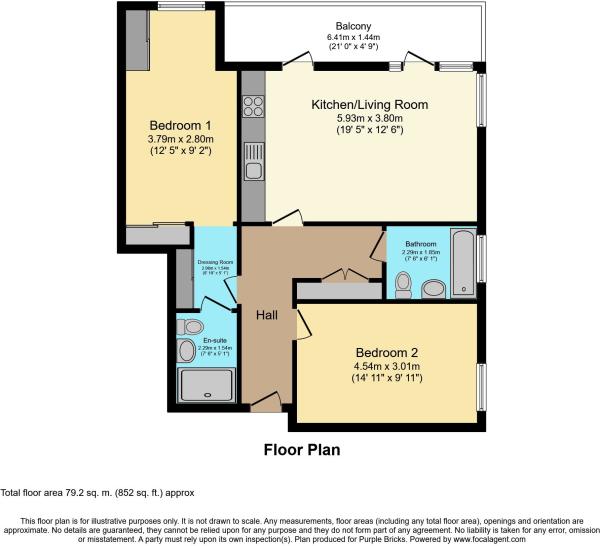 Balcony
6.41m x 1.44m
(21' 0" x 4' 9")
Kitchen/Living Room
5.93m x 3.80m
(19' 5" x 12' 6")
Bedroom 1
3.79m x 2.80m
(12' 5" x 9' 2")
Bathroom
2.29m x 1.85m
(7' 6" x 6' 1")
Dressing Room
2.08m x 1.54m
(6' 10" x 5' 1")
Hall
En-suite
2.29m x 1.54m
(7' 6" x 5' 1")
Bedroom 2
4.54m x 3.01m
(14' 11" x 9' 11")
Floor Plan
Total floor area 79.2 sq. m. (852 sq. ft.) approx
This floor plan is for illustrative purposes only. It is not drawn to scale. Any measurements, floor areas (including any total floor area), openings and orientation are
approximate. No details are guaranteed, they cannot be relied upon for any purpose and they do not form part of any agreement. No liability is taken for any error, omission
or misstatement. A party must rely upon its own inspection(s). Plan produced for Purple Bricks. Powered by www.focalagent.com